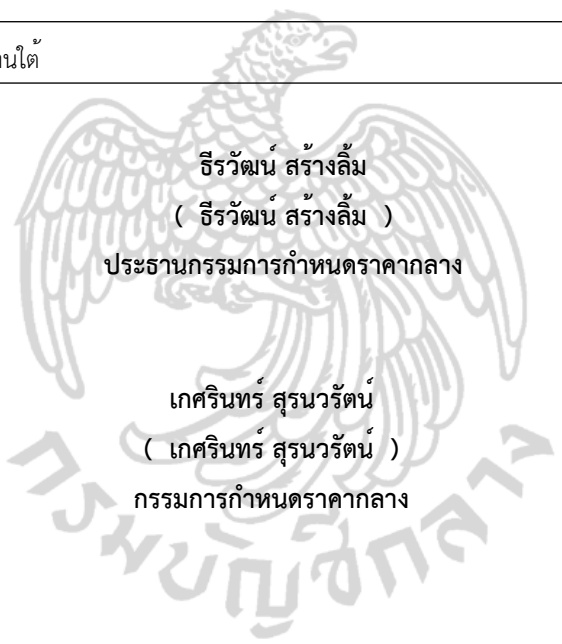 านใต้
ธีรวัฒน์ สร้างลิ้ม
( ธีรวัฒน์ สร้างลิ้ม )
ประธานกรรมการกำหนดราคากลาง
เกศรินทร์ สุรนวรัตน์
( เกศรินทร์ สุรนวรัตน์ )
กรรมการกำหนดราคากลาง
กรมบัญชีกลาง